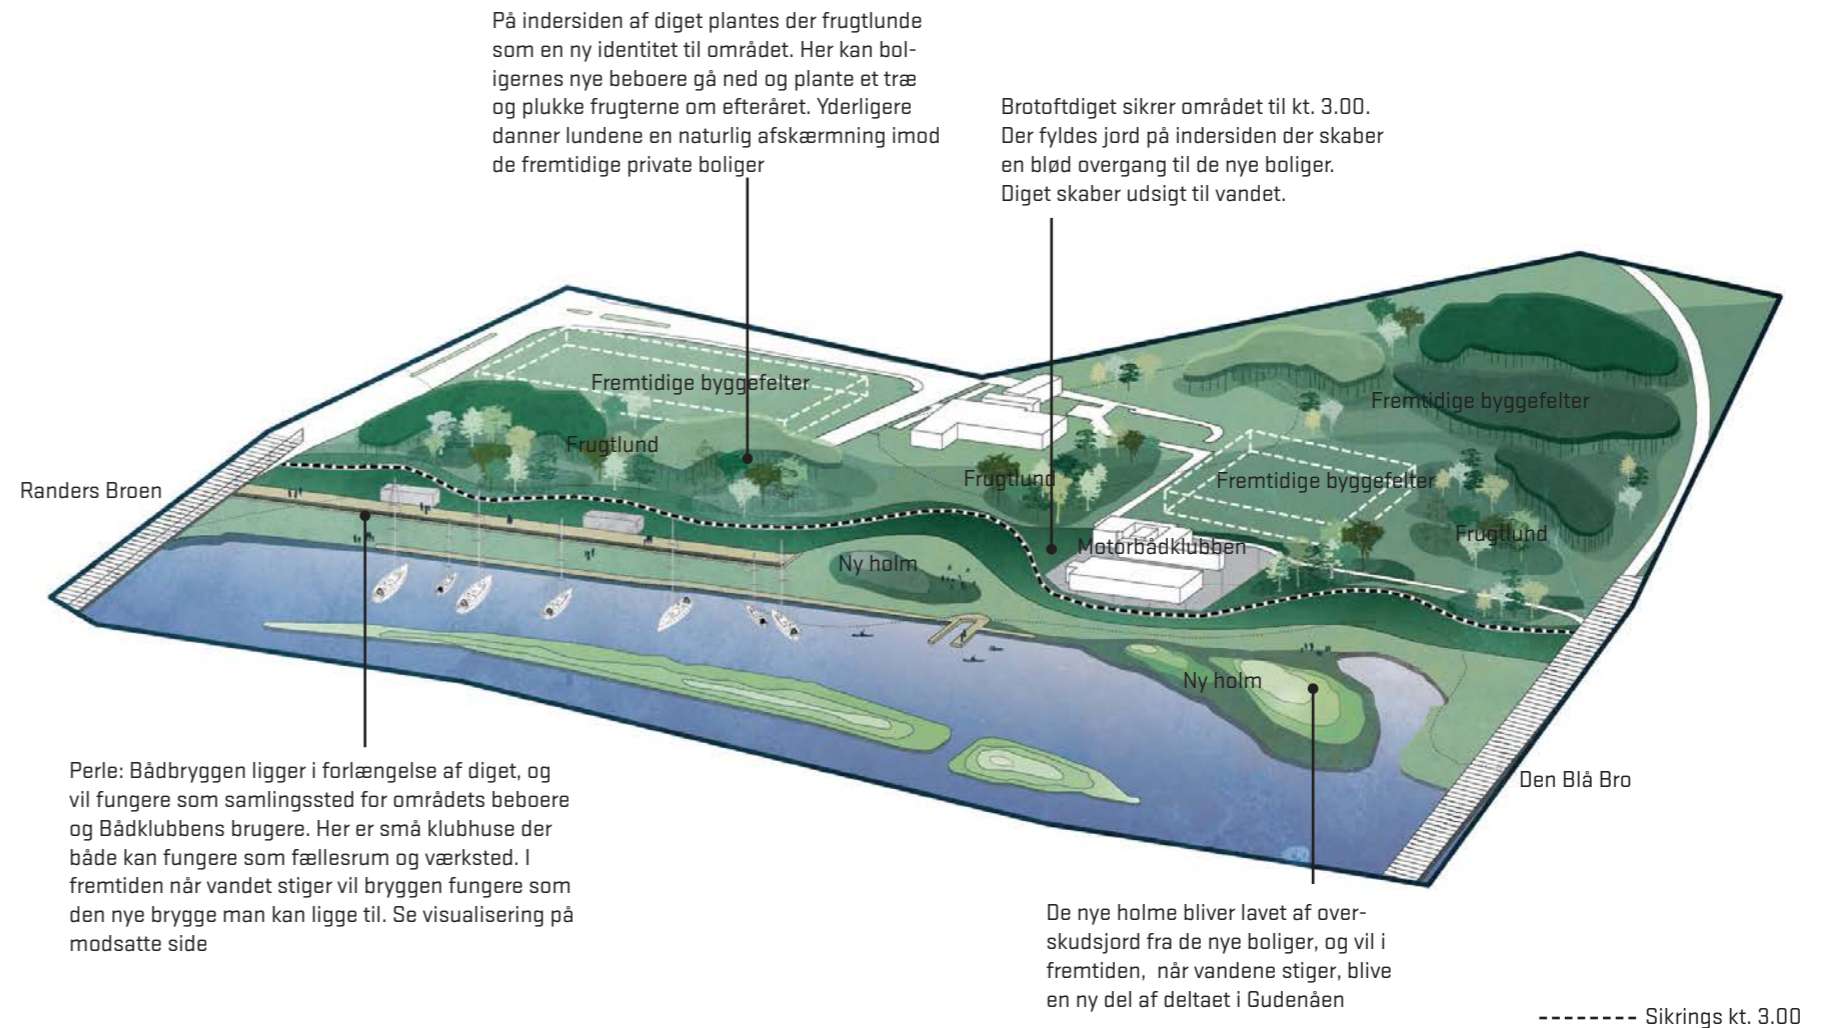 På indersiden af diget plantes der frugtlunde
som en ny identitet til området. Her kan bol-
igernes nye beboere gå ned og plante et træ
og plukke frugterne om efteråret. Yderligere
danner lundene en naturlig afskærmning imod
de fremtidige private boliger
Brotoftdiget sikrer området til kt. 3.00.
Der fyldes jord på indersiden der skaber
en blød overgang til de nye boliger.
Diget skaber udsigt til vandet.
Fremtidige byggefelter
Fremtidige byggefelter
Frugtlund
Frugtlund
Fremtidige byggefelter
Randers Broen
Frugtlund
Motorbådklubben
Ny holm
Ny holm
Den Blå Bro
Perle: Bådbryggen ligger i forlængelse af diget, og
vil fungere som samlingssted for områdets beboere
og Bådklubbens brugere. Her er små klubhuse der
både kan fungere som fællesrum og værksted. I
fremtiden når vandet stiger vil bryggen fungere som
den nye brygge man kan ligge til. Se visualisering på
modsatte side
De nye holme bliver lavet af over-
skudsjord fra de nye boliger, og vil i
fremtiden, når vandene stiger, blive
en ny del af deltaet i Gudenåen
Sikrings kt. 3.00